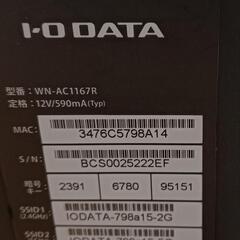 I-O DATA
型番：WN-AC1167R
定格：12V/590mA(Typ)
MAC: 3476C5798A14
S/N: BCS0025222EF
暗号キー 2391 6780 95151
SSID1 (2.4GHz) IODATA-798a15-2G
SSID2